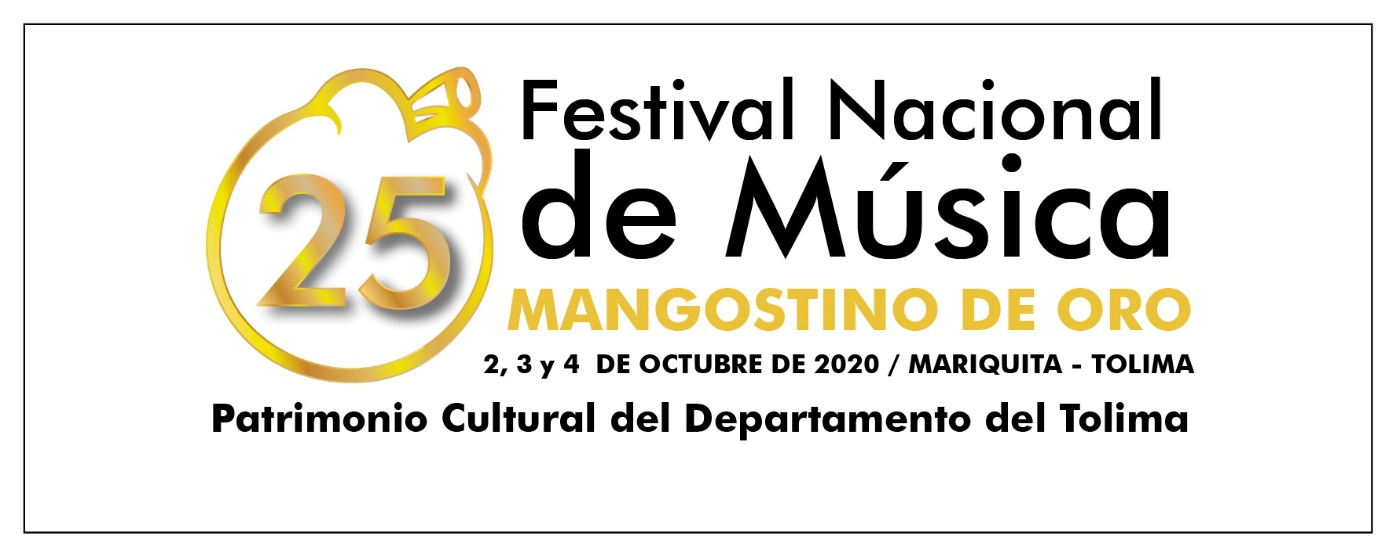 25
Festival Nacional
de Música
MANGOSTINO DE ORO
2, 3 y 4 DE OCTUBRE DE 2020 / MARIQUITA - TOLIMA
Patrimonio Cultural del Departamento del Tolima